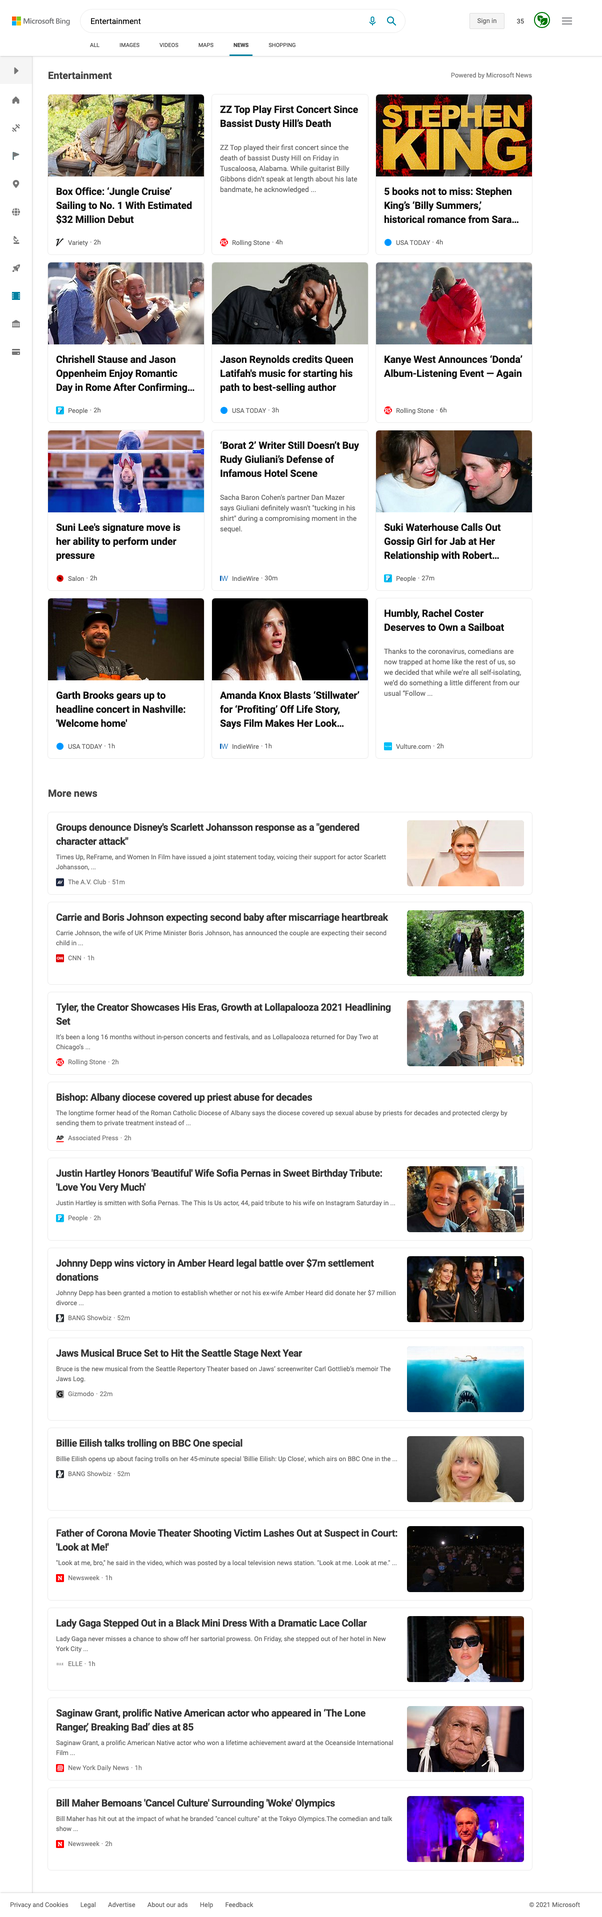 Microsoft Bing
Entertainment
Sign in
35
ALL IMAGES VIDEOS MAPS NEWS SHOPPING
Entertainment
Powered by Microsoft News
Box Office: ‘Jungle Cruise’
Sailing to No. 1 With Estimated
$32 Million Debut
Variety · 2h
ZZ Top Play First Concert Since
Bassist Dusty Hill's Death
ZZ Top played their first concert since the
death of bassist Dusty Hill on Friday in
Tuscaloosa, Alabama. While guitarist Billy
Gibbons didn't speak at length about his late
bandmate, he acknowledged ...
Rolling Stone · 4h
STEPHEN
KING
5 books not to miss: Stephen
King's ‘Billy Summers,’
historical romance from Sara...
USA TODAY · 4h
Chrishell Stause and Jason
Oppenheim Enjoy Romantic
Day in Rome After Confirming...
People · 2h
Jason Reynolds credits Queen
Latifah's music for starting his
path to best-selling author
USA TODAY · 3h
Kanye West Announces ‘Donda’
Album-Listening Event — Again
Rolling Stone · 6h
Suni Lee's signature move is
her ability to perform under
pressure
Salon · 2h
‘Borat 2’ Writer Still Doesn't Buy
Rudy Giuliani's Defense of
Infamous Hotel Scene
Sacha Baron Cohen's partner Dan Mazer
says Giuliani definitely wasn't "tucking in his
shirt" during a compromising moment in the
sequel.
IndieWire · 30m
Suki Waterhouse Calls Out
Gossip Girl for Jab at Her
Relationship with Robert...
People · 27m
Garth Brooks gears up to
headline concert in Nashville:
'Welcome home'
USA TODAY · 1h
Amanda Knox Blasts ‘Stillwater’
for ‘Profiting’ Off Life Story,
Says Film Makes Her Look...
IndieWire · 1h
Humbly, Rachel Coster
Deserves to Own a Sailboat
Thanks to the coronavirus, comedians are
now trapped at home like the rest of us, so
we decided that while we're all self-isolating,
we'd do something a little different from our
usual "Follow ...
Vulture.com · 2h
More news
Groups denounce Disney's Scarlett Johansson response as a "gendered
character attack"
Times Up, ReFrame, and Women In Film have issued a joint statement today, voicing their support for actor Scarlett
Johansson, ...
The A.V. Club · 51m
Carrie and Boris Johnson expecting second baby after miscarriage heartbreak
Carrie Johnson, the wife of UK Prime Minister Boris Johnson, has announced the couple are expecting their second
child in ...
CNN · 1h
Tyler, the Creator Showcases His Eras, Growth at Lollapalooza 2021 Headlining
Set
It's been a long 16 months without in-person concerts and festivals, and as Lollapalooza returned for Day Two at
Chicago's ...
Rolling Stone · 2h
Bishop: Albany diocese covered up priest abuse for decades
The longtime former head of the Roman Catholic Diocese of Albany says the diocese covered up sexual abuse by priests for decades and protected clergy by
sending them to private treatment instead of ...
AP Associated Press · 2h
Justin Hartley Honors 'Beautiful' Wife Sofia Pernas in Sweet Birthday Tribute:
'Love You Very Much'
Justin Hartley is smitten with Sofia Pernas. The This Is Us actor, 44, paid tribute to his wife on Instagram Saturday in ...
People · 2h
Johnny Depp wins victory in Amber Heard legal battle over $7m settlement
donations
Johnny Depp has been granted a motion to establish whether or not his ex-wife Amber Heard did donate her $7 million
divorce ...
BANG Showbiz · 52m
Jaws Musical Bruce Set to Hit the Seattle Stage Next Year
Bruce is the new musical from the Seattle Repertory Theater based on Jaws' screenwriter Carl Gottlieb's memoir The
Jaws Log.
Gizmodo · 22m
Billie Eilish talks trolling on BBC One special
Billie Eilish opens up about facing trolls on her 45-minute special 'Billie Eilish: Up Close', which airs on BBC One in the ...
BANG Showbiz · 52m
Father of Corona Movie Theater Shooting Victim Lashes Out at Suspect in Court:
'Look at Me!'
"Look at me, bro," he said in the video, which was posted by a local television news station. "Look at me. Look at me." ...
Newsweek · 1h
Lady Gaga Stepped Out in a Black Mini Dress With a Dramatic Lace Collar
Lady Gaga never misses a chance to show off her sartorial prowess. On Friday, she stepped out of her hotel in New
York City ...
ELLE · 1h
Saginaw Grant, prolific Native American actor who appeared in ‘The Lone
Ranger,’ Breaking Bad’ dies at 85
Saginaw Grant, a prolific American Native actor who won a lifetime achievement award at the Oceanside International
Film ...
New York Daily News · 1h
Bill Maher Bemoans 'Cancel Culture' Surrounding 'Woke' Olympics
Bill Maher has hit out at the impact of what he branded "cancel culture" at the Tokyo Olympics.The comedian and talk
show ...
Newsweek · 2h
Privacy and Cookies Legal Advertise About our ads Help Feedback
© 2021 Microsoft